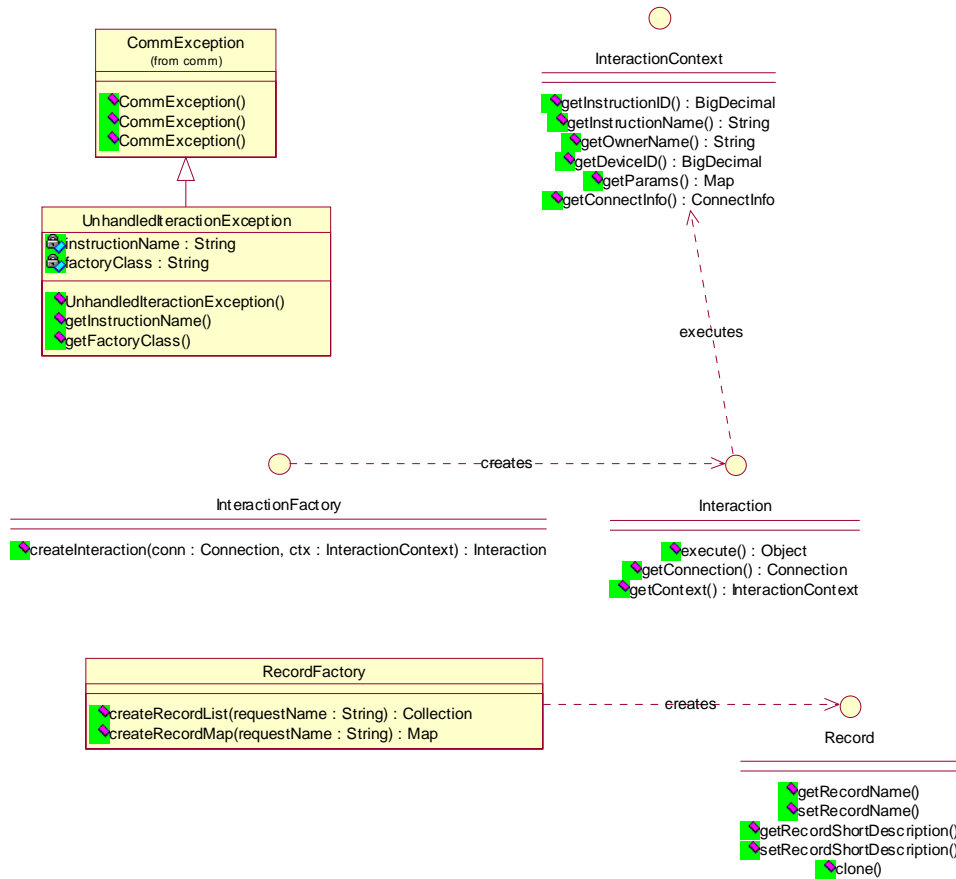 CommException
(from comm)
CommException()
CommException()
CommException()
UnhandledIteractionException
instructionName : String
factoryClass : String
UnhandledIteractionException()
getInstructionName()
getFactoryClass()
InteractionContext
getInstructionID() : BigDecimal
getInstructionName() : String
getOwnerName() : String
getDeviceID() : BigDecimal
getParams() : Map
getConnectInfo() : ConnectInfo
executes
creates
InteractionFactory
createInteraction(conn : Connection, ctx : InteractionContext) : Interaction
Interaction
execute() : Object
getConnection() : Connection
getContext() : InteractionContext
RecordFactory
createRecordList(requestName : String) : Collection
createRecordMap(requestName : String) : Map
creates
Record
getRecordName()
setRecordName()
getRecordShortDescription()
setRecordShortDescription()
clone()